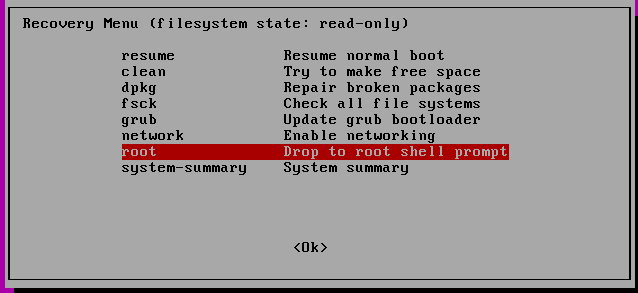 Recovery Menu (filesystem state: read-only)
resume Resume normal boot
clean Try to make free space
dpkg Repair broken packages
fsck Check all file systems
grub Update grub bootloader
network Enable networking
root Drop to root shell prompt
system-summary System summary
<Ok>